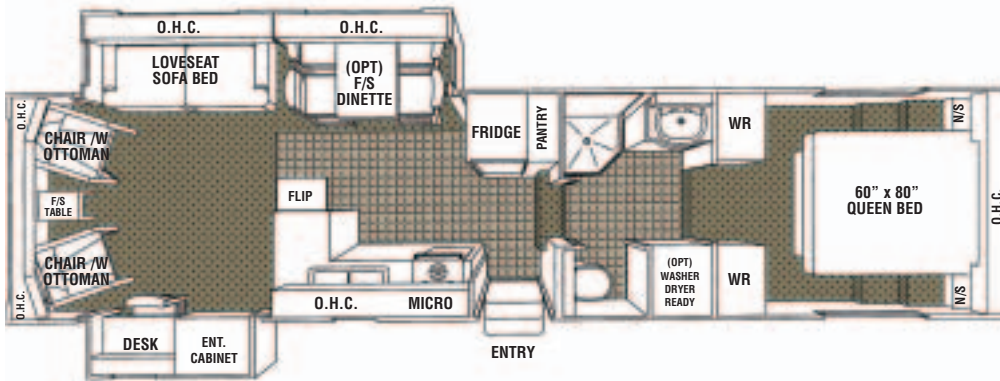 O.H.C.
O.H.C.
LOVESEAT
SOFA BED
(OPT)
F/S
DINETTE
O.H.C.
CHAIR /W
OTTOMAN
F/S
TABLE
CHAIR /W
OTTOMAN
O.H.C.
FLIP
FRIDGE
PANTRY
WR
N/S
60” x 80”
QUEEN BED
O.H.C.
N/S
(OPT)
WASHER
DRYER
READY
WR
O.H.C.
MICRO
DESK
ENT.
CABINET
ENTRY